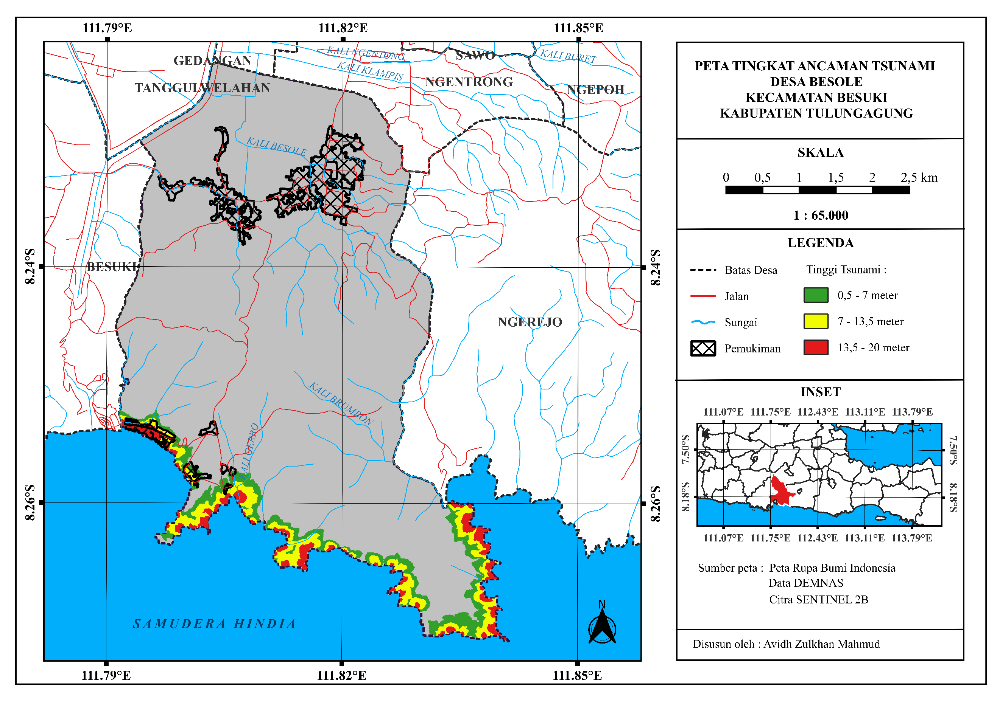 111.79°E 111.82°E 111.85°E
GEDANGAN
TANGGULWELAHAN
KALI NGENTONG
KALI KLAMPIS
SAWO
KALI BURET
NGENTRONG
NGEPOH
KALI BESOLE
8.24°S
8.24°S
BESUKI
NGEREJO
KALI BRUMBON
KALI GERBO
8.26°S
8.26°S
SAMUDERA HINDIA
N
111.79°E 111.82°E 111.85°E
PETA TINGKAT ANCAMAN TSUNAMI
DESA BESOLE
KECAMATAN BESUKI
KABUPATEN TULUNGAGUNG
SKALA
0 0,5 1 1,5 2 2,5 km
1 : 65.000
LEGENDA
Batas Desa
Jalan
Sungai
Pemukiman
Tinggi Tsunami :
0,5 - 7 meter
7 - 13,5 meter
13,5 - 20 meter
INSET
111.07°E 111.75°E 112.43°E 113.11°E 113.79°E
7.50°S
7.50°S
8.18°S
8.18°S
111.07°E 111.75°E 112.43°E 113.11°E 113.79°E
Sumber peta : Peta Rupa Bumi Indonesia
Data DEMNAS
Citra SENTINEL 2B
Disusun oleh : Avidh Zulkhan Mahmud